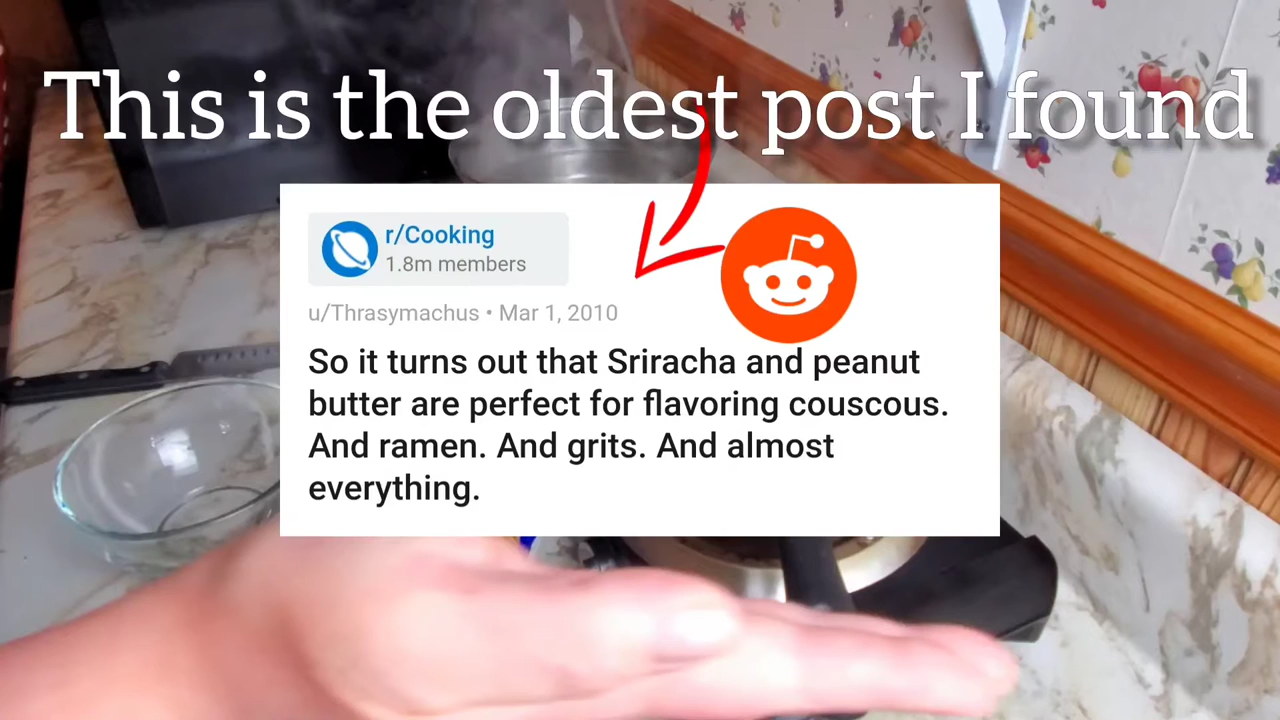 This is the oldest post I found
r/Cooking
1.8m members
u/Thrasymachus • Mar 1, 2010
So it turns out that Sriracha and peanut
butter are perfect for flavoring couscous.
And ramen. And grits. And almost
everything.